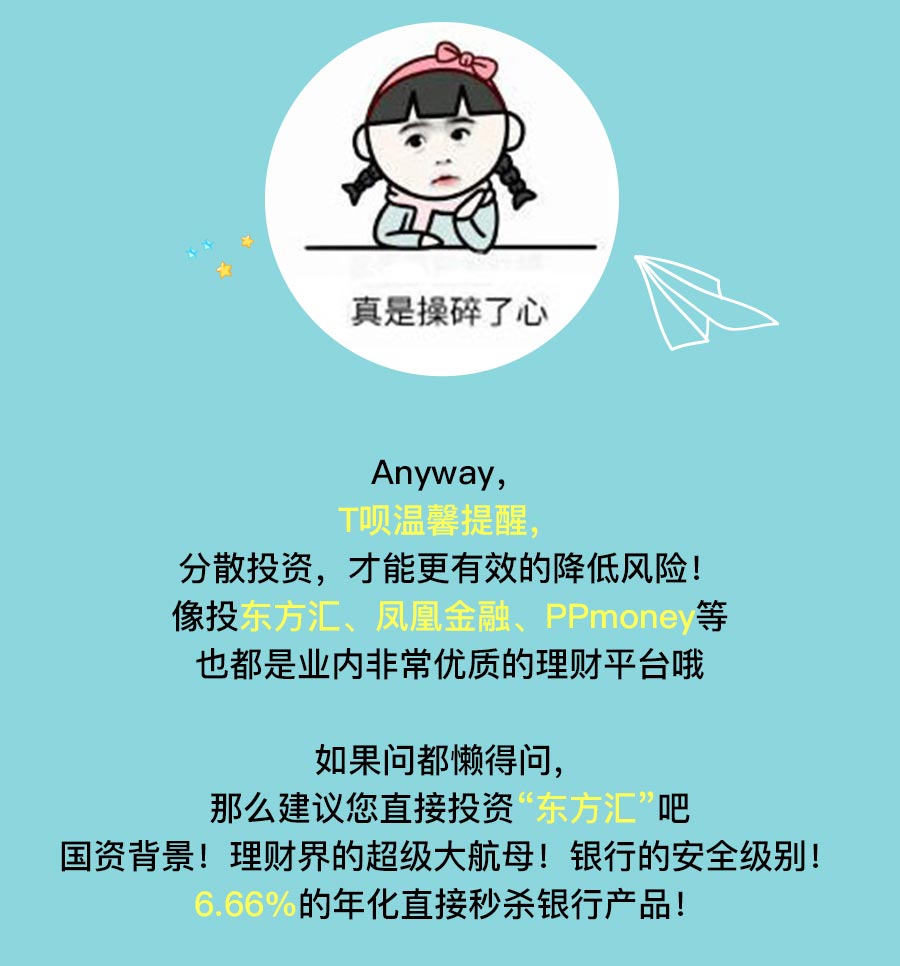 真是操碎了心
Anyway，
T呗温馨提醒，
分散投资，才能更有效的降低风险！
像投东方汇、凤凰金融、PPmoney等
也都是业内非常优质的理财平台哦
如果问都懒得问，
那么建议您直接投资“东方汇”吧
国资背景！理财界的超级大航母！银行的安全级别！
6.66%的年化直接秒杀银行产品！